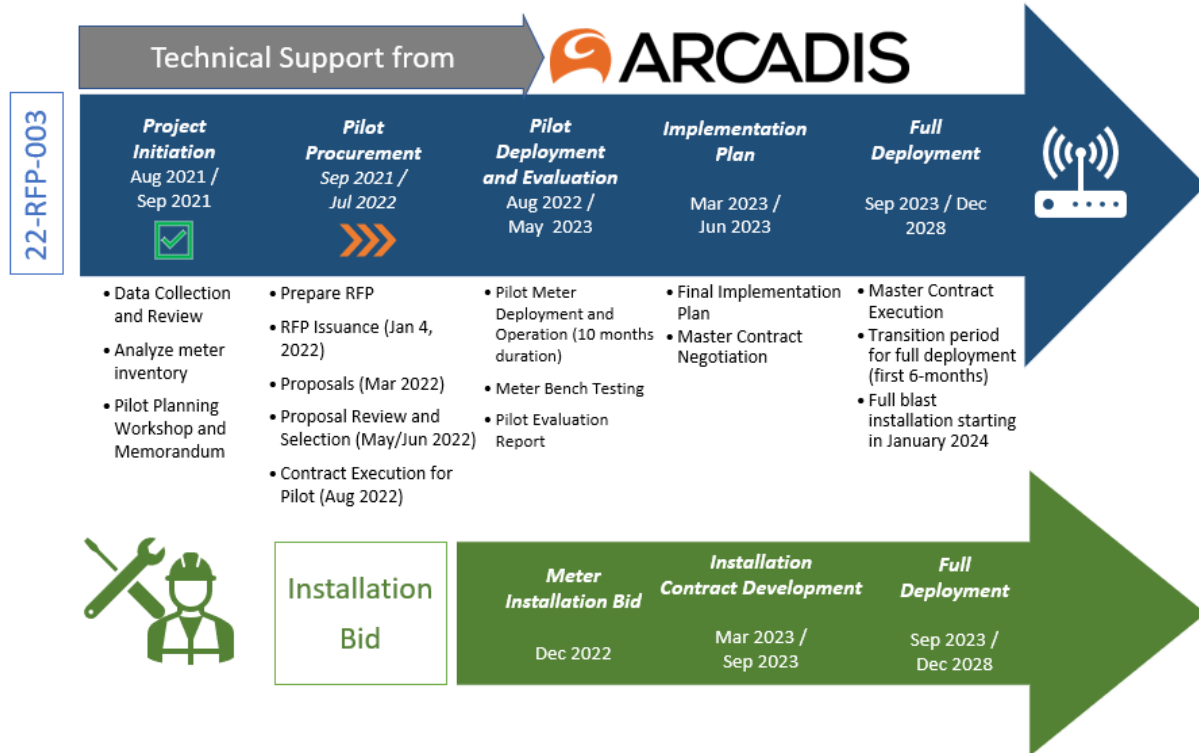 Technical Support from
ARCADIS
22-RFP-003
Project
Initiation
Aug 2021 /
Sep 2021
Pilot
Procurement
Sep 2021 /
Jul 2022
Pilot
Deployment
and Evaluation
Aug 2022 /
May 2023
Implementation
Plan
Mar 2023 /
Jun 2023
Full
Deployment
Sep 2023 / Dec
2028
• Data Collection
and Review
• Analyze meter
inventory
• Pilot Planning
Workshop and
Memorandum
• Prepare RFP
• RFP Issuance (Jan 4,
2022)
• Proposals (Mar 2022)
• Proposal Review and
Selection (May/Jun 2022)
• Contract Execution for
Pilot (Aug 2022)
• Pilot Meter
Deployment and
Operation (10 months
duration)
• Meter Bench Testing
• Pilot Evaluation
Report
• Final Implementation
Plan
• Master Contract
Negotiation
• Master Contract
Execution
• Transition period
for full deployment
(first 6-months)
• Full blast
installation starting
in January 2024
Installation
Bid
Meter
Installation Bid
Dec 2022
Installation
Contract Development
Mar 2023 /
Sep 2023
Full
Deployment
Sep 2023 /
Dec 2028